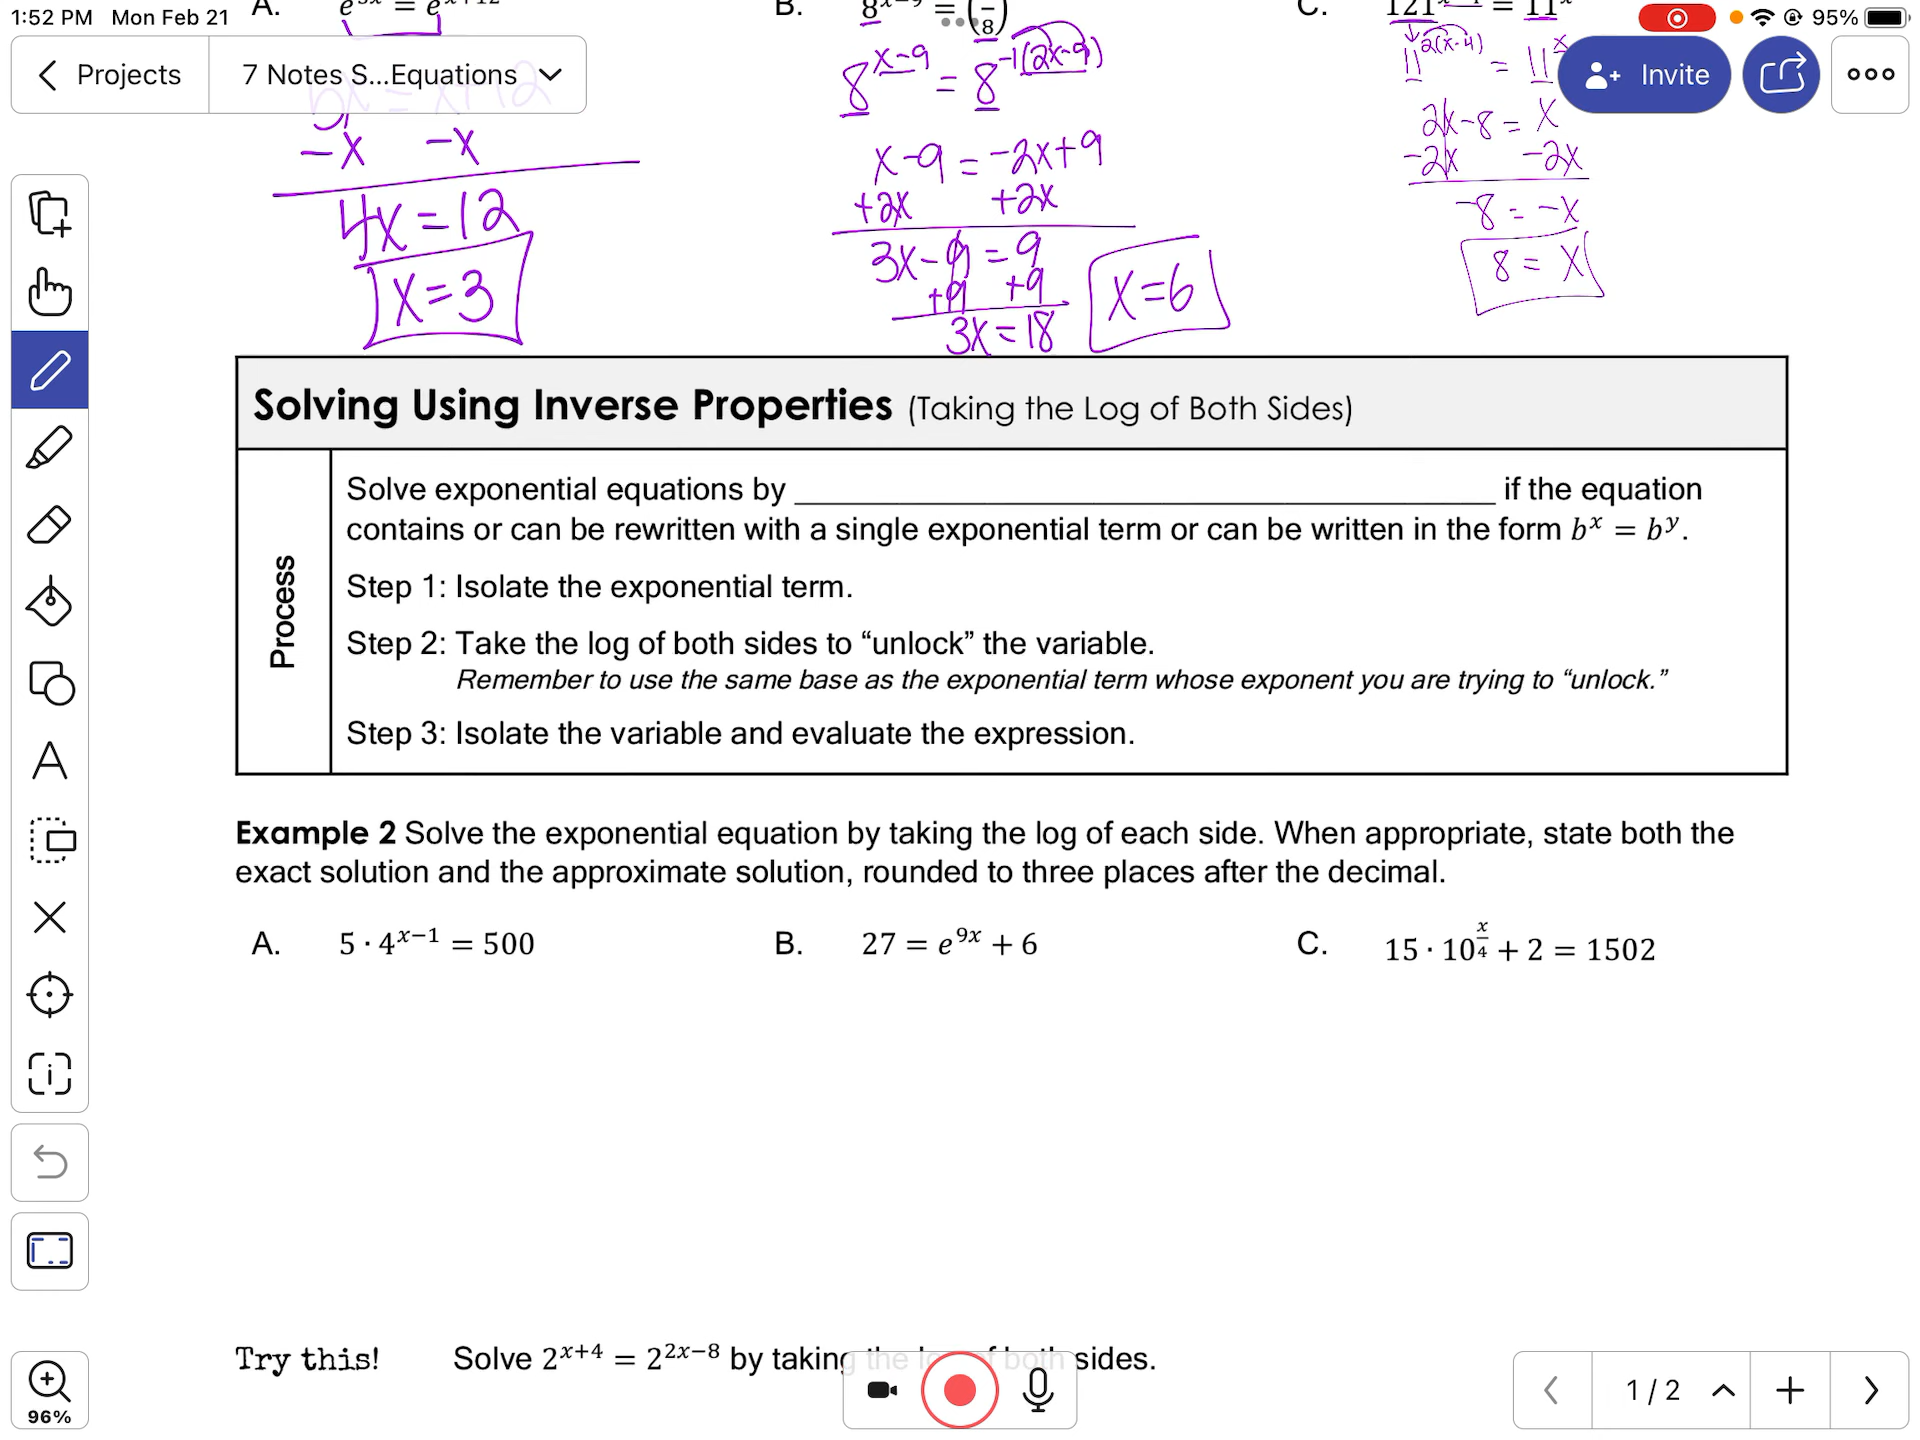 1:52 PM Mon Feb 21
95%
Projects
7 Notes S...Equations
Invite
A.
B.
C.
5x = x+12
-x -x
4x = 12
x = 3
8^(x-9) = 8^(-1(2x-9))
x-9 = -2x+9
+2x +2x
3x-9 = 9
+9 +9
3x = 18
x = 6
11^(2(x-4)) = 11^x
2x-8 = x
-2x -2x
-8 = -x
8 = x
Solving Using Inverse Properties (Taking the Log of Both Sides)
Process
Solve exponential equations by ____________________ if the equation
contains or can be rewritten with a single exponential term or can be written in the form b^x = b^y.
Step 1: Isolate the exponential term.
Step 2: Take the log of both sides to “unlock” the variable.
Remember to use the same base as the exponential term whose exponent you are trying to “unlock.”
Step 3: Isolate the variable and evaluate the expression.
Example 2 Solve the exponential equation by taking the log of each side. When appropriate, state both the
exact solution and the approximate solution, rounded to three places after the decimal.
A. 5 · 4^(x−1) = 500
B. 27 = e^(9x) + 6
C. 15 · 10^(x/4) + 2 = 1502
Try this! Solve 2^(x+4) = 2^(2x−8) by taking the log of both sides.
96%
1 / 2